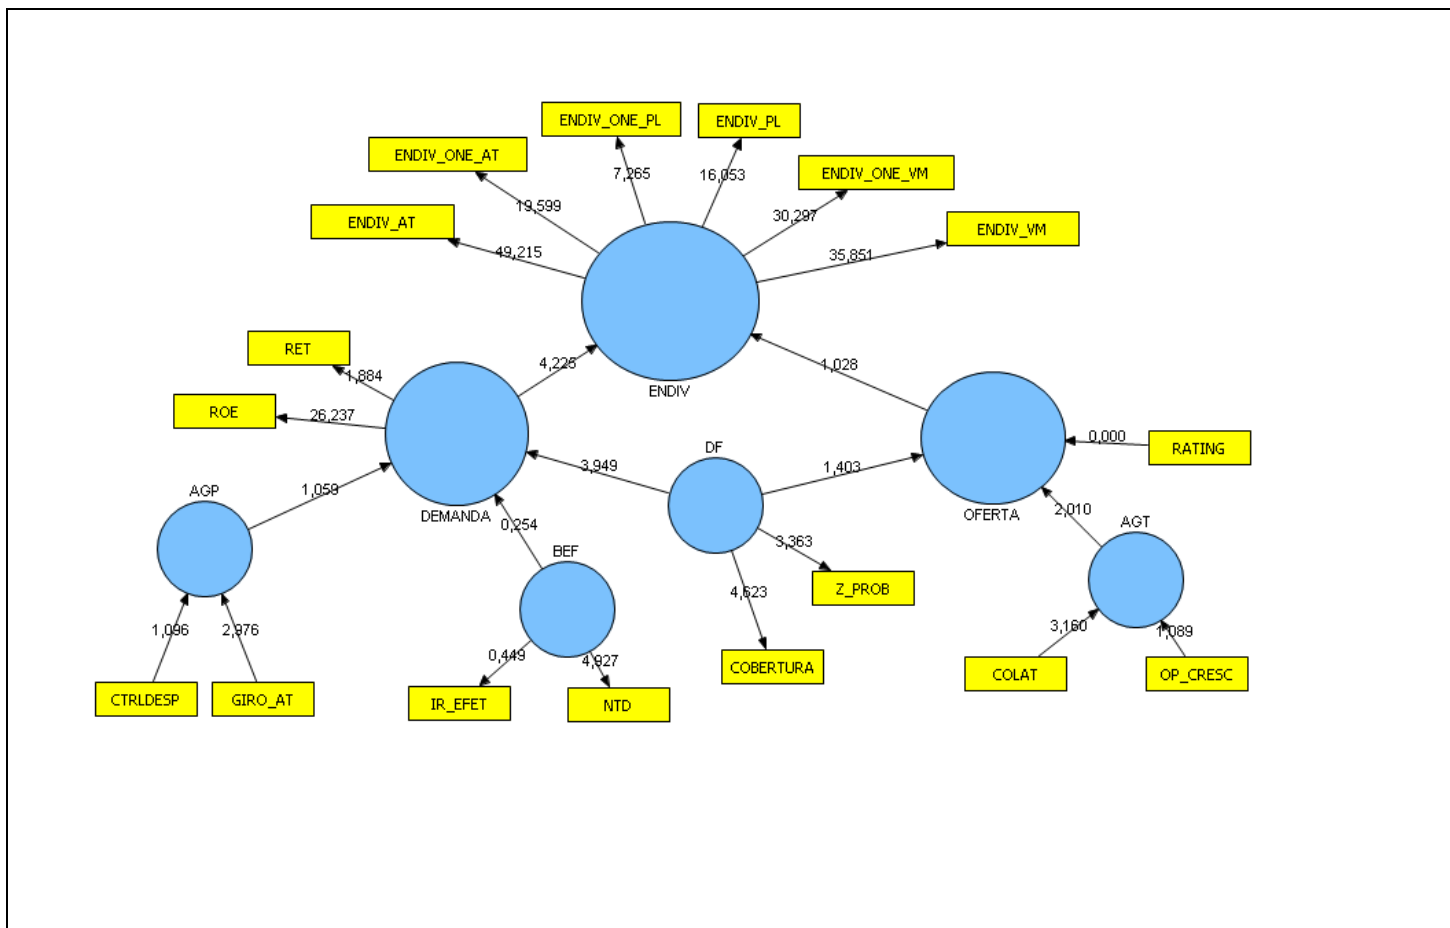 ENDIV_ONE_PL
ENDIV_PL
ENDIV_ONE_AT
ENDIV_ONE_VM
7,265
16,053
19,599
30,297
ENDIV_AT
ENDIV_VM
49,215
35,851
RET
4,225
1,028
1,884
ENDIV
ROE
26,237
0,000
RATING
DF
3,949
1,403
AGP
1,059
DEMANDA
0,254
OFERTA
2,010
AGT
BEF
3,363
Z_PROB
4,623
1,096
2,976
3,160
1,089
0,449
4,927
COBERTURA
COLAT
OP_CRESC
CTRLDESP
GIRO_AT
IR_EFET
NTD